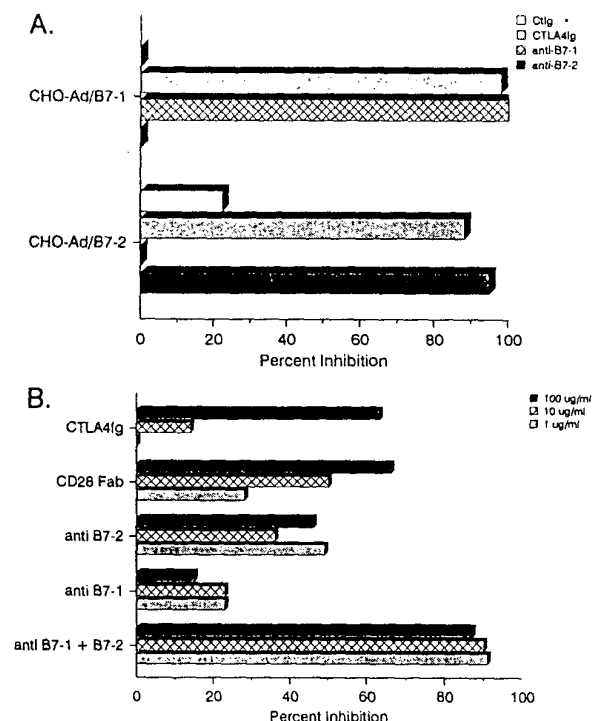 A.
CtIg
CTLA4Ig
anti-B7-1
anti-B7-2
CHO-Ad/B7-1
CHO-Ad/B7-2
0 20 40 60 80 100
Percent Inhibition
B.
100 ug/ml
10 ug/ml
1 ug/ml
CTLA4Ig
CD28 Fab
anti B7-2
anti B7-1
anti B7-1 + B7-2
0 20 40 60 80 100
Percent Inhibition